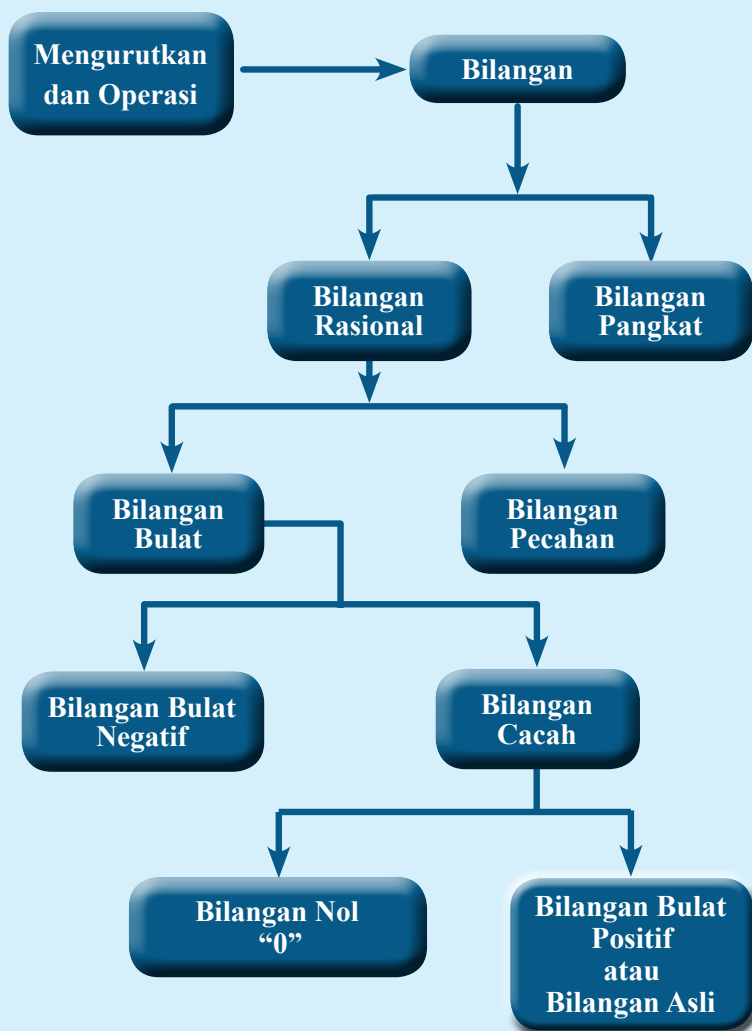 Mengurutkan
dan Operasi
Bilangan
Bilangan
Rasional
Bilangan
Pangkat
Bilangan
Bulat
Bilangan
Pecahan
Bilangan Bulat
Negatif
Bilangan
Cacah
Bilangan Nol
“0”
Bilangan Bulat
Positif
atau
Bilangan Asli